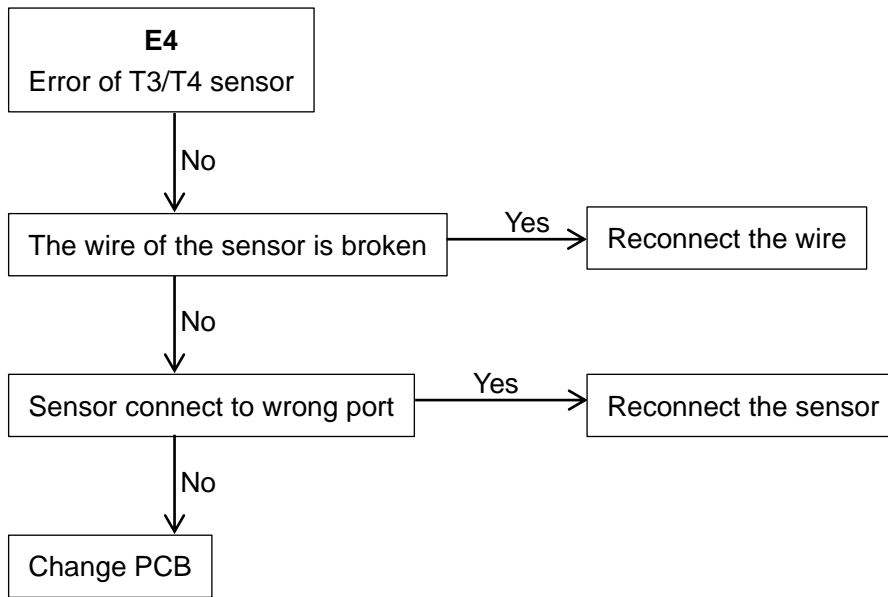 E4
Error of T3/T4 sensor
No
The wire of the sensor is broken
Yes
Reconnect the wire
No
Sensor connect to wrong port
Yes
Reconnect the sensor
No
Change PCB